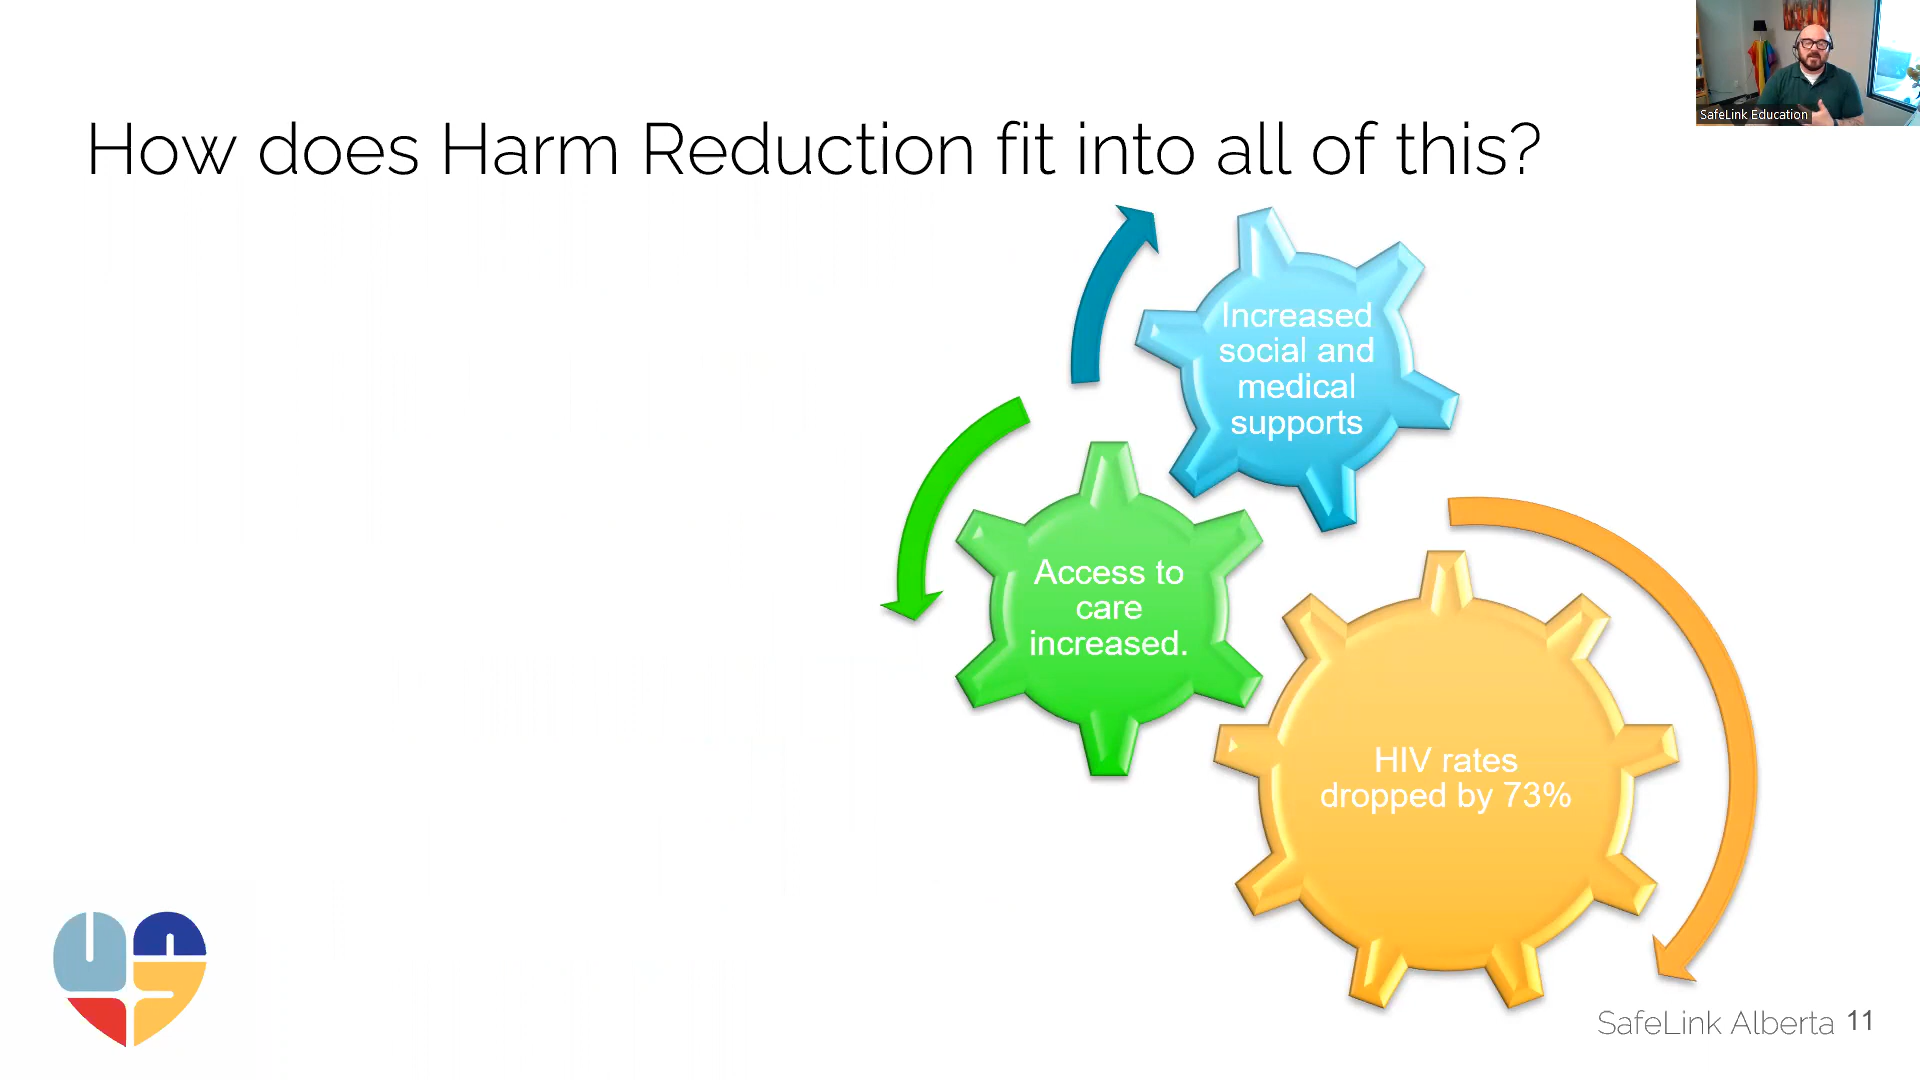 SafeLink Education
How does Harm Reduction fit into all of this?
Increased
social and
medical
supports
Access to
care
increased.
HIV rates
dropped by 73%
SafeLink Alberta 11